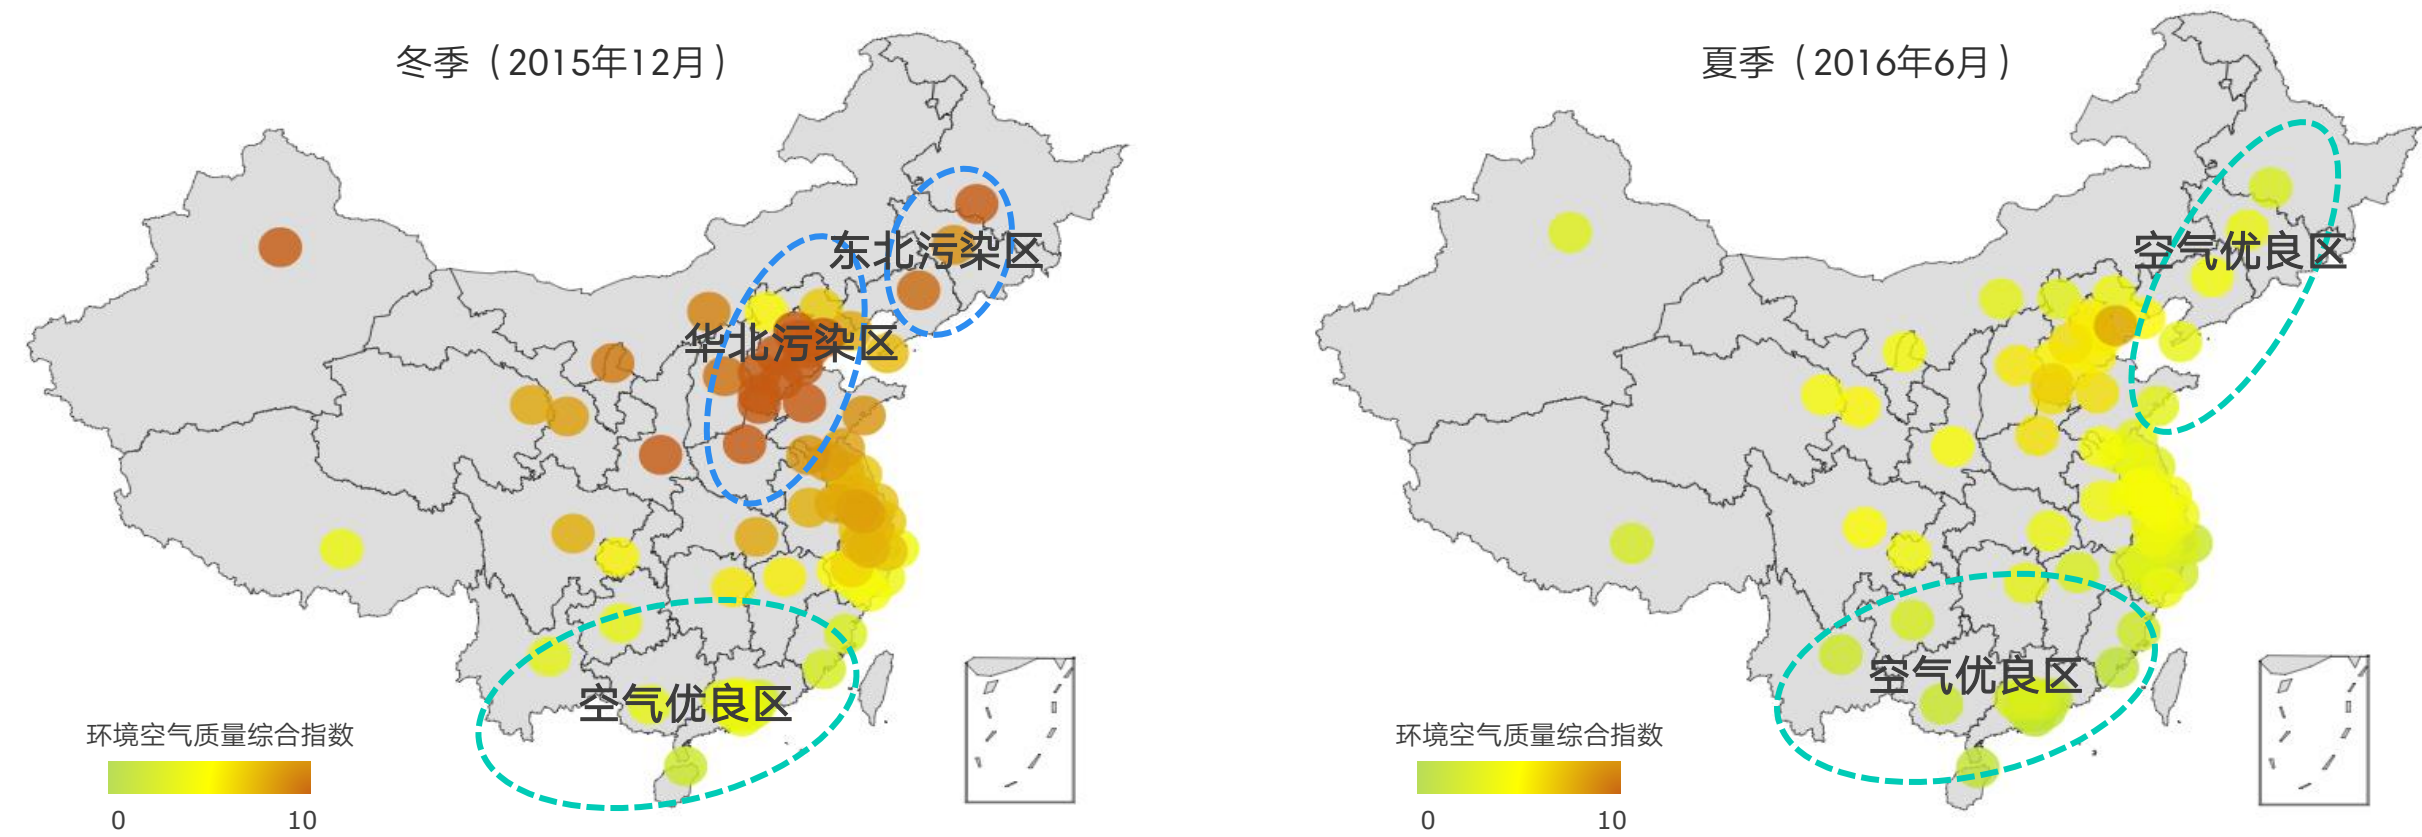 冬季（2015年12月）
东北污染区
华北污染区
空气优良区
环境空气质量综合指数
0 10
夏季（2016年6月）
空气优良区
空气优良区
环境空气质量综合指数
0 10